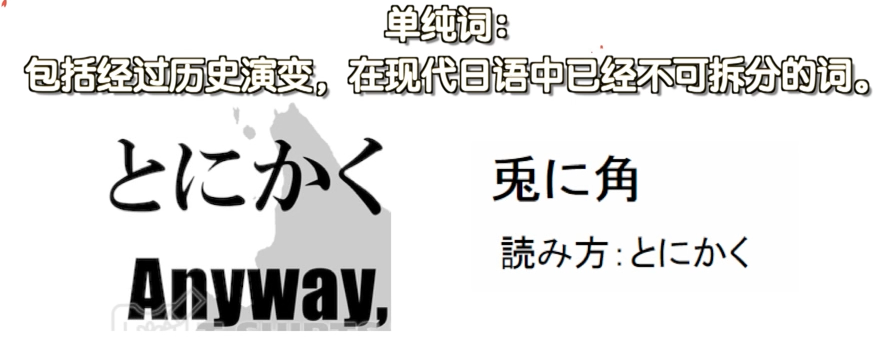 单纯词：
包括经过历史演变，在现代日语中已经不可拆分的词。
とにかく
Anyway,
兎に角
読み方：とにかく